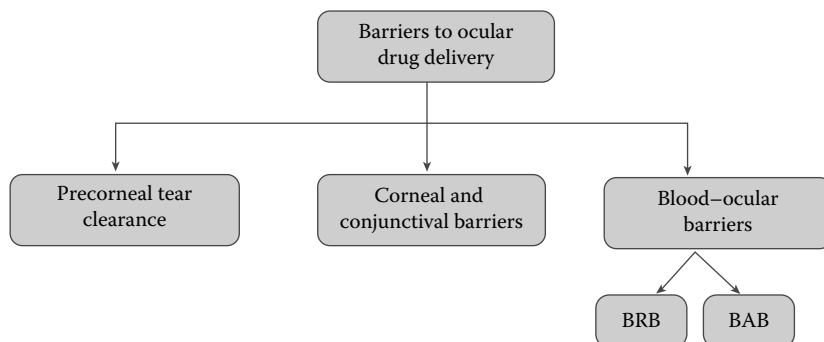 Barriers to ocular
drug delivery
Precorneal tear
clearance
Corneal and
conjunctival barriers
Blood–ocular
barriers
BRB
BAB